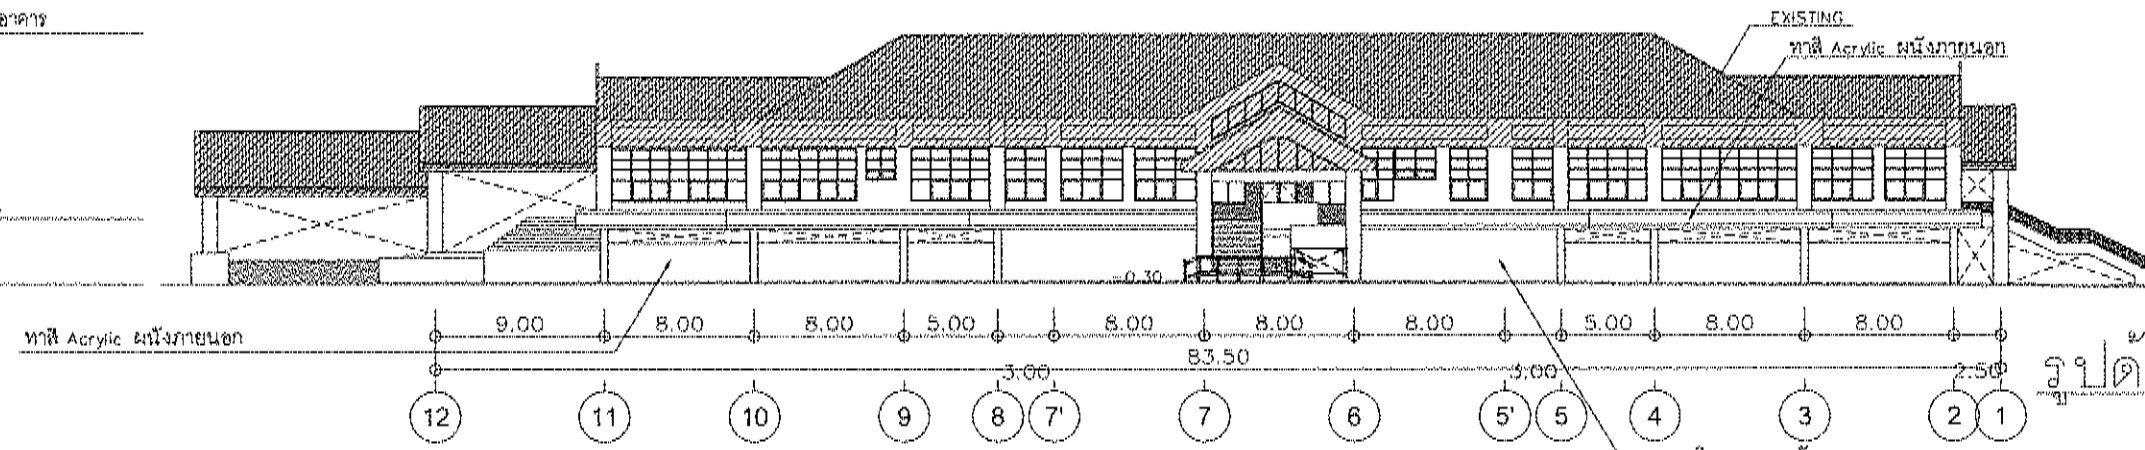 อาคาร
EXISTING
ทาสี Acrylic ผนังภายนอก
-0.30
9.00 8.00 8.00 5.00 8.00 8.00 8.00 5.00 8.00 8.00
ทาสี Acrylic ผนังภายนอก
83.50
3.00 3.00 2.50
รูปด้
12 11 10 9 8 7' 7 6 5' 5 4 3 2 1